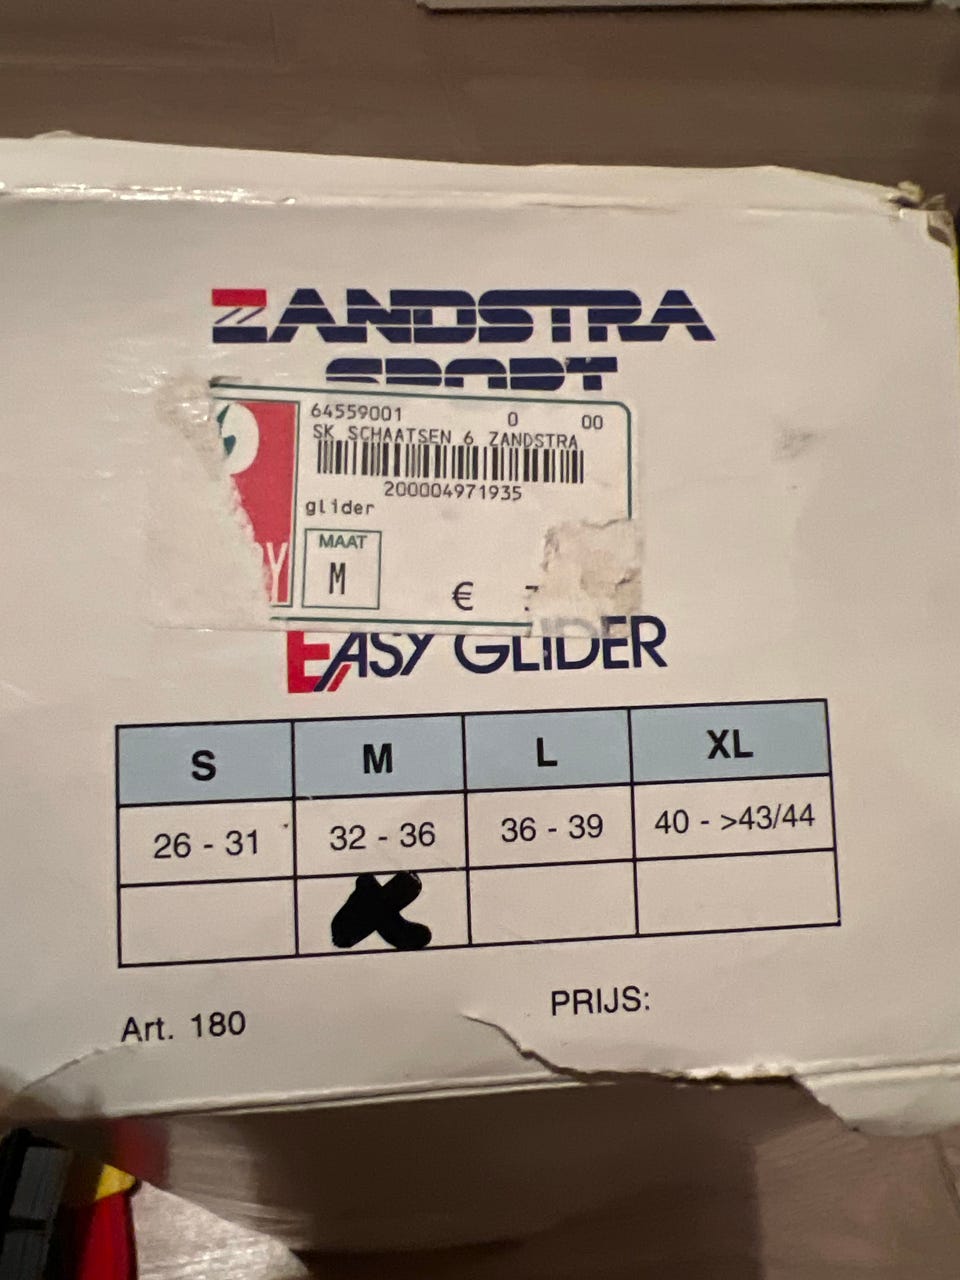 ZANDSTRA
SPORT
64559001 0 00
SK SCHAATSEN 6 ZANDSTRA
200004971935
glider
MAAT
M
€
EASY GLIDER
S M L XL
26 - 31 32 - 36 36 - 39 40 - >43/44
Art. 180 PRIJS: